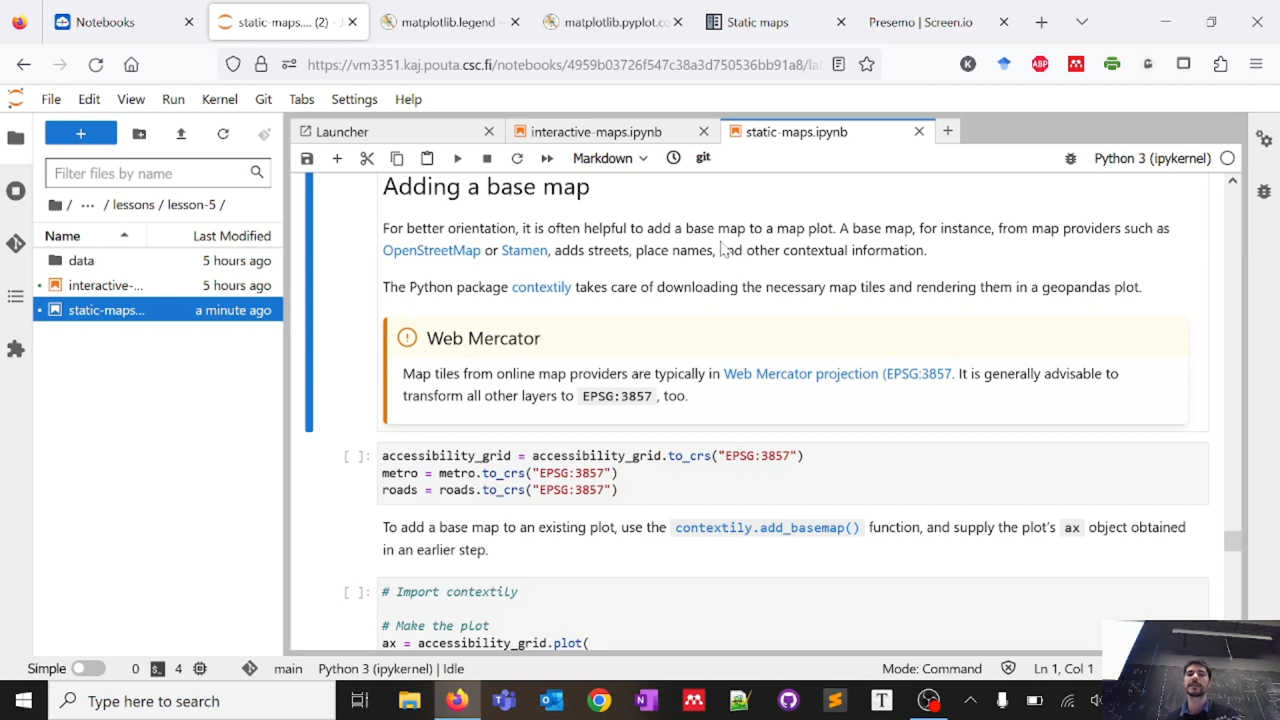 Notebooks
static-maps.... (2) - J
matplotlib.legend —
matplotlib.pyplot.co
Static maps
Presemo | Screen.io
https://vm3351.kaj.pouta.csc.fi/notebooks/4959b03726f547c38a3d750536bb91a8/la
File Edit View Run Kernel Git Tabs Settings Help
Launcher
interactive-maps.ipynb
static-maps.ipynb
Markdown
git
Python 3 (ipykernel)
Filter files by name
/ ··· / lessons / lesson-5 /
Name Last Modified
data 5 hours ago
interactive-... 5 hours ago
static-maps... a minute ago
Adding a base map
For better orientation, it is often helpful to add a base map to a map plot. A base map, for instance, from map providers such as
OpenStreetMap or Stamen, adds streets, place names, and other contextual information.
The Python package contextily takes care of downloading the necessary map tiles and rendering them in a geopandas plot.
Web Mercator
Map tiles from online map providers are typically in Web Mercator projection (EPSG:3857. It is generally advisable to
transform all other layers to EPSG:3857 , too.
[ ]: accessibility_grid = accessibility_grid.to_crs("EPSG:3857")
metro = metro.to_crs("EPSG:3857")
roads = roads.to_crs("EPSG:3857")
To add a base map to an existing plot, use the contextily.add_basemap() function, and supply the plot's ax object obtained
in an earlier step.
[ ]: # Import contextily
# Make the plot
ax = accessibility_grid.plot(
Simple 0 4 main Python 3 (ipykernel) | Idle Mode: Command Ln 1, Col 1
Type here to search